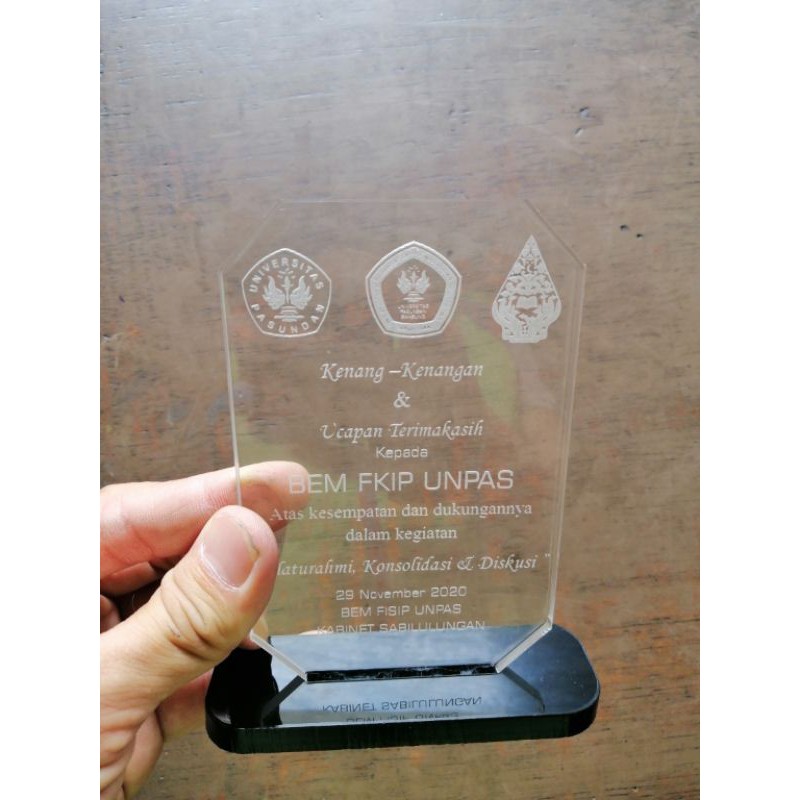 UNIVERSITAS
PASUNDAN
Kenang –Kenangan
&
Ucapan Terimakasih
Kepada
BEM FKIP UNPAS
Atas kesempatan dan dukungannya
dalam kegiatan
laturahmi, Konsolidasi & Diskusi "
29 November 2020
BEM FISIP UNPAS
KABINET SABILULUNGAN